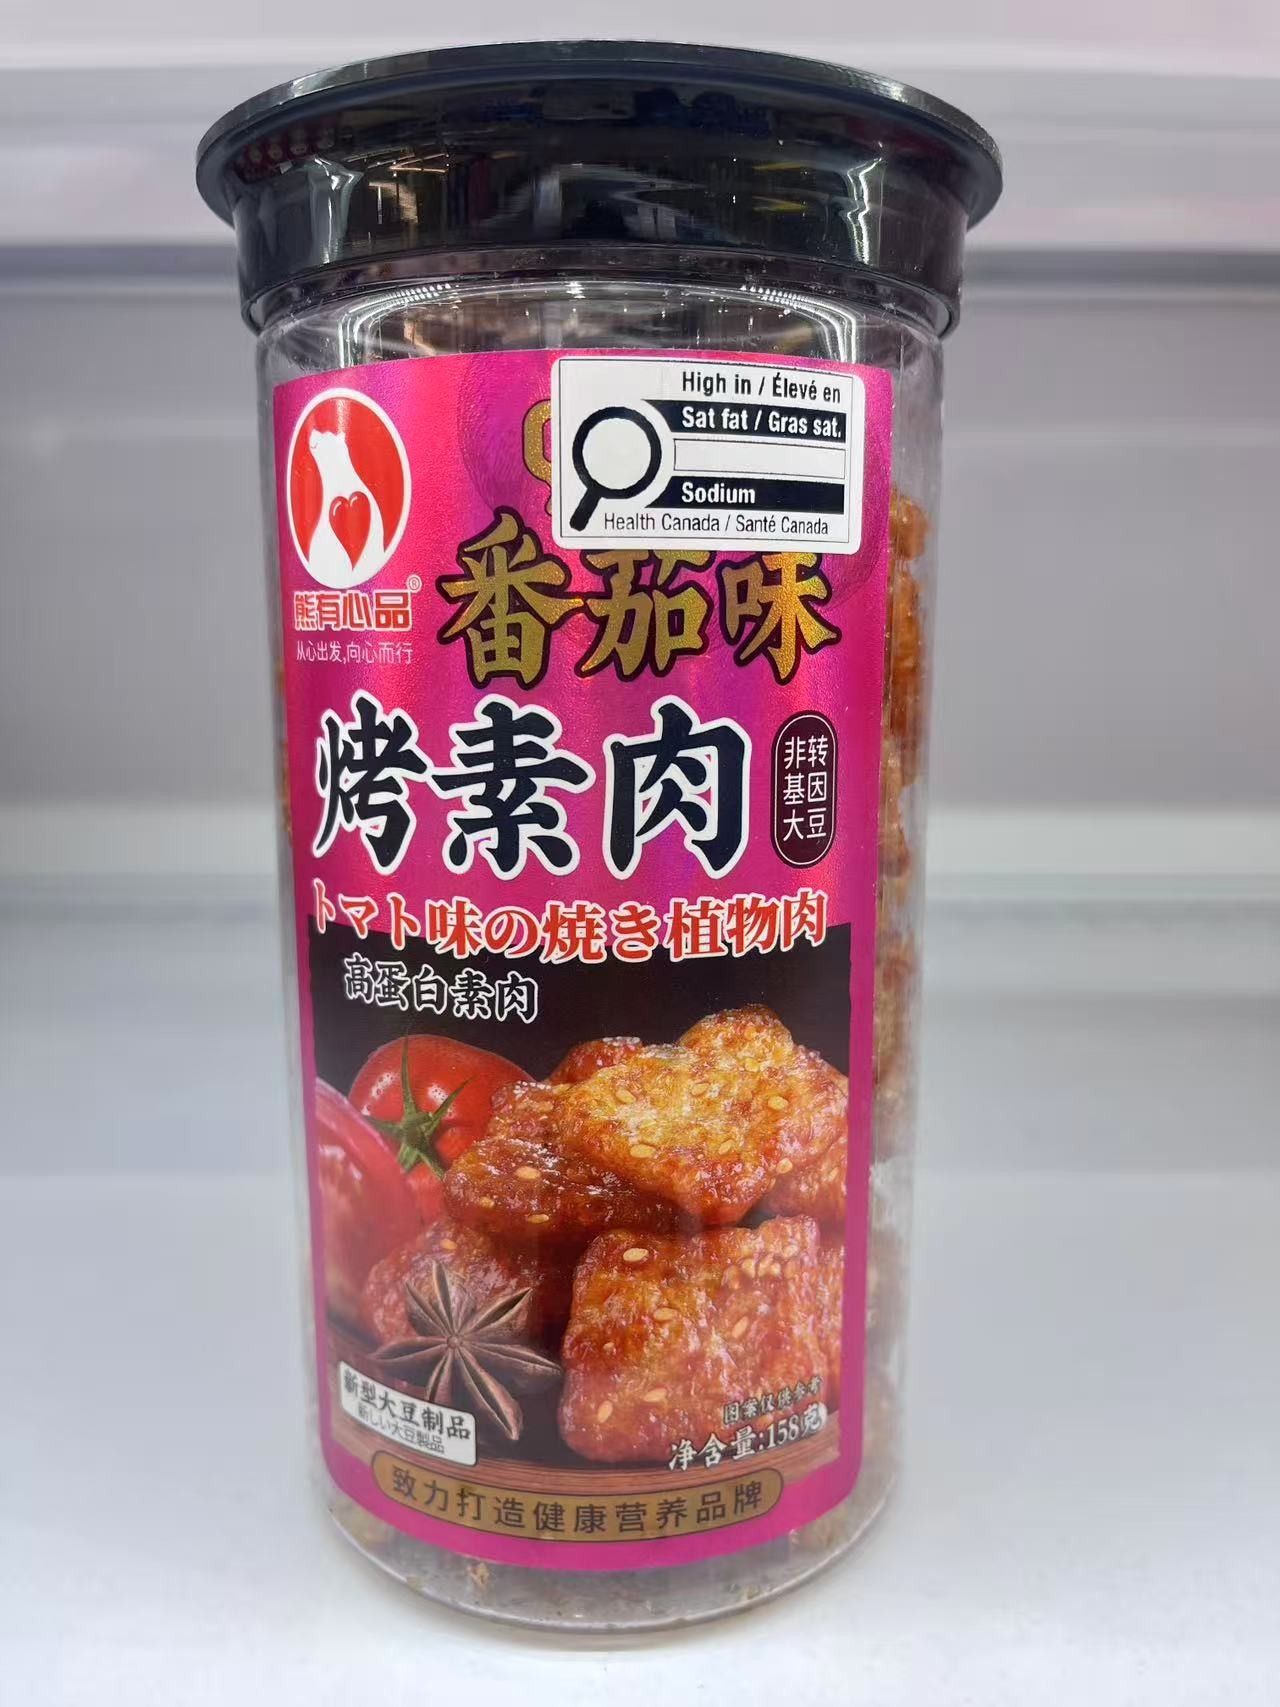 High in / Élevé en
Sat fat / Gras sat.
Sodium
Health Canada / Santé Canada
熊有心品®
从心出发,向心而行
番茄味
烤素肉
非转
基因
大豆
トマト味の焼き植物肉
高蛋白素肉
新型大豆制品
新しい大豆製品
图案仅供参考
净含量:158克
致力打造健康营养品牌